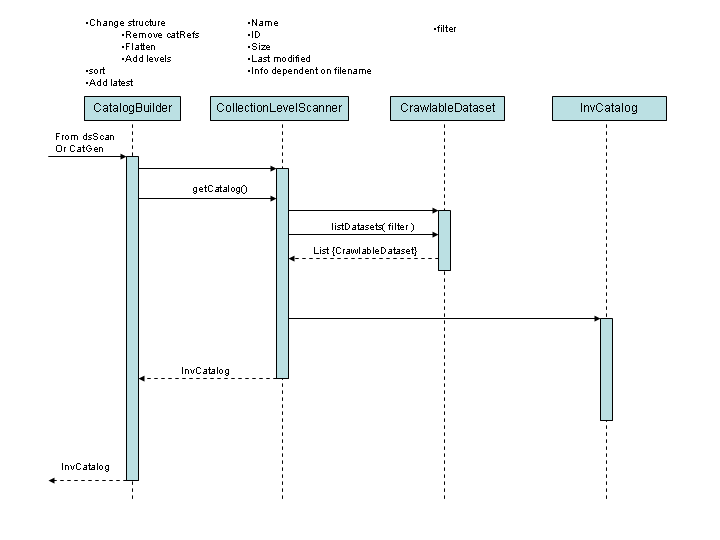 •Change structure
•Remove catRefs
•Flatten
•Add levels
•sort
•Add latest
•Name
•ID
•Size
•Last modified
•Info dependent on filename
•filter
CatalogBuilder
CollectionLevelScanner
CrawlableDataset
InvCatalog
From dsScan
Or CatGen
getCatalog()
listDatasets( filter )
List {CrawlableDataset}
InvCatalog
InvCatalog